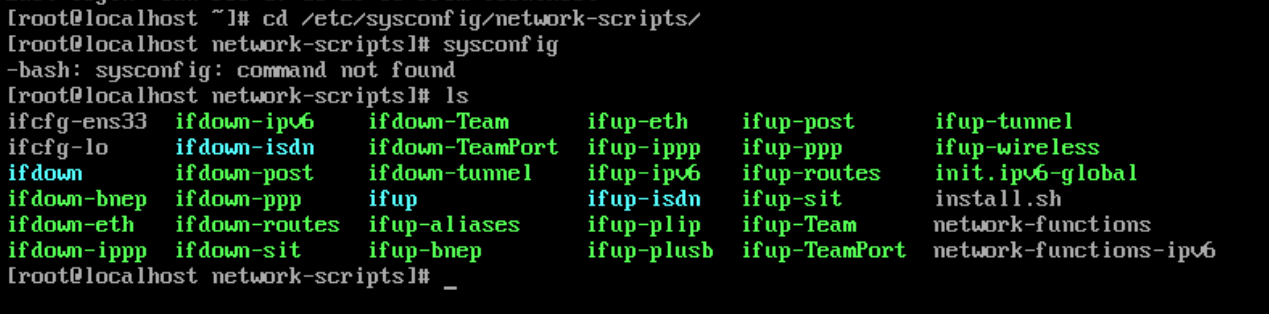 [root@localhost ~]# cd /etc/sysconfig/network-scripts/
[root@localhost network-scripts]# sysconfig
-bash: sysconfig: command not found
[root@localhost network-scripts]# ls
ifcfg-ens33 ifdown-ipv6 ifdown-Team ifup-eth ifup-post ifup-tunnel
ifcfg-lo ifdown-isdn ifdown-TeamPort ifup-ippp ifup-ppp ifup-wireless
ifdown ifdown-post ifdown-tunnel ifup-ipv6 ifup-routes init.ipv6-global
ifdown-bnep ifdown-ppp ifup ifup-isdn ifup-sit install.sh
ifdown-eth ifdown-routes ifup-aliases ifup-plip ifup-Team network-functions
ifdown-ippp ifdown-sit ifup-bnep ifup-plusb ifup-TeamPort network-functions-ipv6
[root@localhost network-scripts]# _